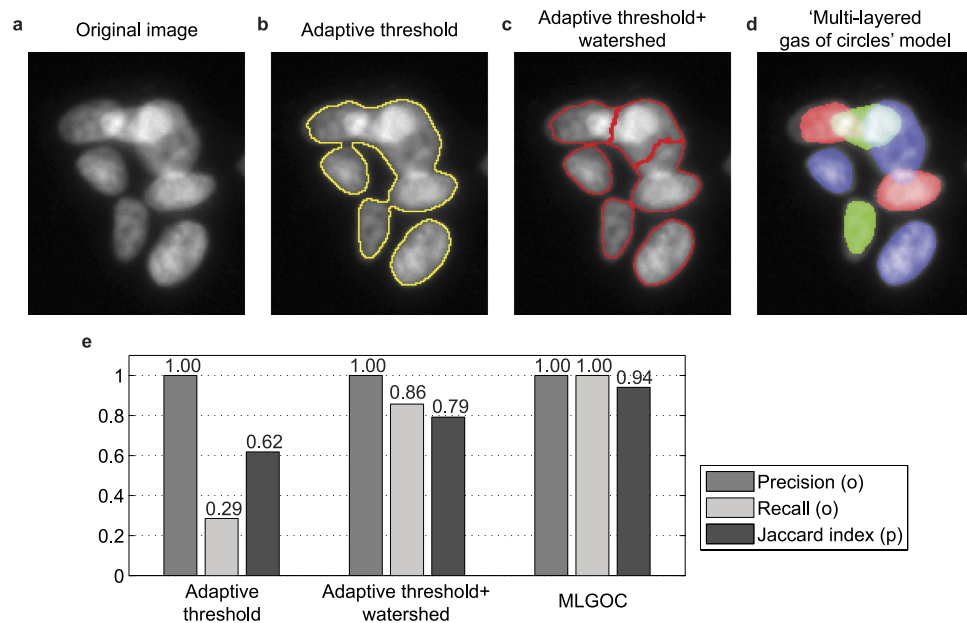 a
Original image
b
Adaptive threshold
c
Adaptive threshold+
watershed
d
‘Multi-layered
gas of circles’ model
e
1.00
0.29
0.62
1.00
0.86
0.79
1.00
1.00
0.94
1
0.8
0.6
0.4
0.2
0
Adaptive
threshold
Adaptive threshold+
watershed
MLGOC
Precision (o)
Recall (o)
Jaccard index (p)